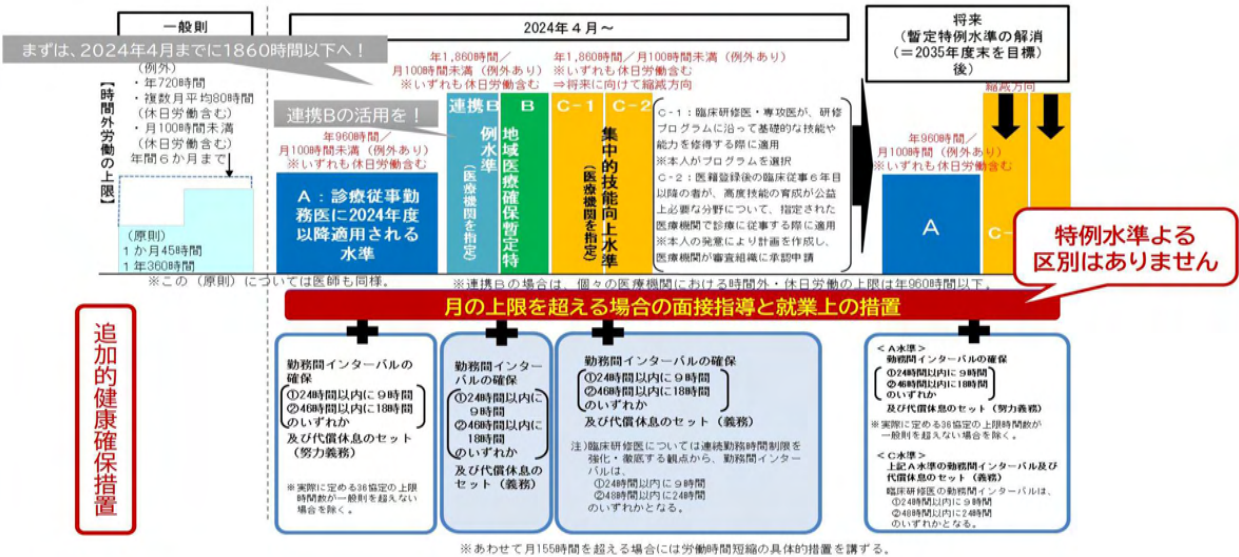 一般則
2024年４月～
将来
(暫定特例水準の解消
(＝2035年度末を目標)
後)
まずは、2024年４月までに1860時間以下へ！
【時間外労働の上限】
(例外)
・年720時間
・複数月平均80時間
(休日労働含む)
・月100時間未満
(休日労働含む)
年間６か月まで
(原則)
１か月45時間
１年360時間
※この（原則）については医師も同様。
年1,860時間／
月100時間未満（例外あり）
※いずれも休日労働含む
年1,860時間／月100時間未満（例外あり）
※いずれも休日労働含む
⇒将来に向けて縮減方向
連携Bの活用を！
年960時間／
月100時間未満（例外あり）
※いずれも休日労働含む
A：診療従事勤
務医に2024年度
以降適用される
水準
連携B
B
例水準
(医療機関を指定)
地域医療確保暫定特
C-1
C-2
集中的技能向上水準
(医療機関を指定)
C-1：臨床研修医・専攻医が、研修
プログラムに沿って基礎的な技能や
能力を修得する際に適用
※本人がプログラムを選択
C-2：医籍登録後の臨床従事６年目
以降の者が、高度技能の育成が公益
上必要な分野について、指定された
医療機関で診療に従事する際に適用
※本人の発意により計画を作成し、
医療機関が審査組織に承認申請
縮減方向
年960時間／
月100時間（例外あり）
※いずれも休日労働含む
A
C-
特例水準よる
区別はありません
※連携Bの場合は、個々の医療機関における時間外・休日労働の上限は年960時間以下。
月の上限を超える場合の面接指導と就業上の措置
追加的健康確保措置
勤務間インターバルの
確保
①24時間以内に９時間
②46時間以内に18時間
のいずれか
及び代償休息のセット
（努力義務）
※実際に定める36協定の上限
時間数が一般則を超えない
場合を除く。
勤務間インター
バルの確保
①24時間以内に
９時間
②46時間以内に
18時間
のいずれか
及び代償休息の
セット（義務）
勤務間インターバルの確保
①24時間以内に９時間
②46時間以内に18時間
のいずれか
及び代償休息のセット（義務）
注)臨床研修医については連続勤務時間制限を
強化・徹底する観点から、勤務間インター
バルは、
①24時間以内に９時間
②48時間以内に24時間
のいずれかとなる。
＜A水準＞
勤務間インターバルの確保
①24時間以内に９時間
②46時間以内に18時間
のいずれか
及び代償休息のセット（努力義務）
※実際に定める36協定の上限時間数が
一般則を超えない場合を除く。
＜C水準＞
上記A水準の勤務間インターバル及び
代償休息のセット（義務）
臨床研修医の勤務間インターバルは、
①24時間以内に９時間
②48時間以内に24時間
のいずれかとなる。
※あわせて月155時間を超える場合には労働時間短縮の具体的措置を講ずる。